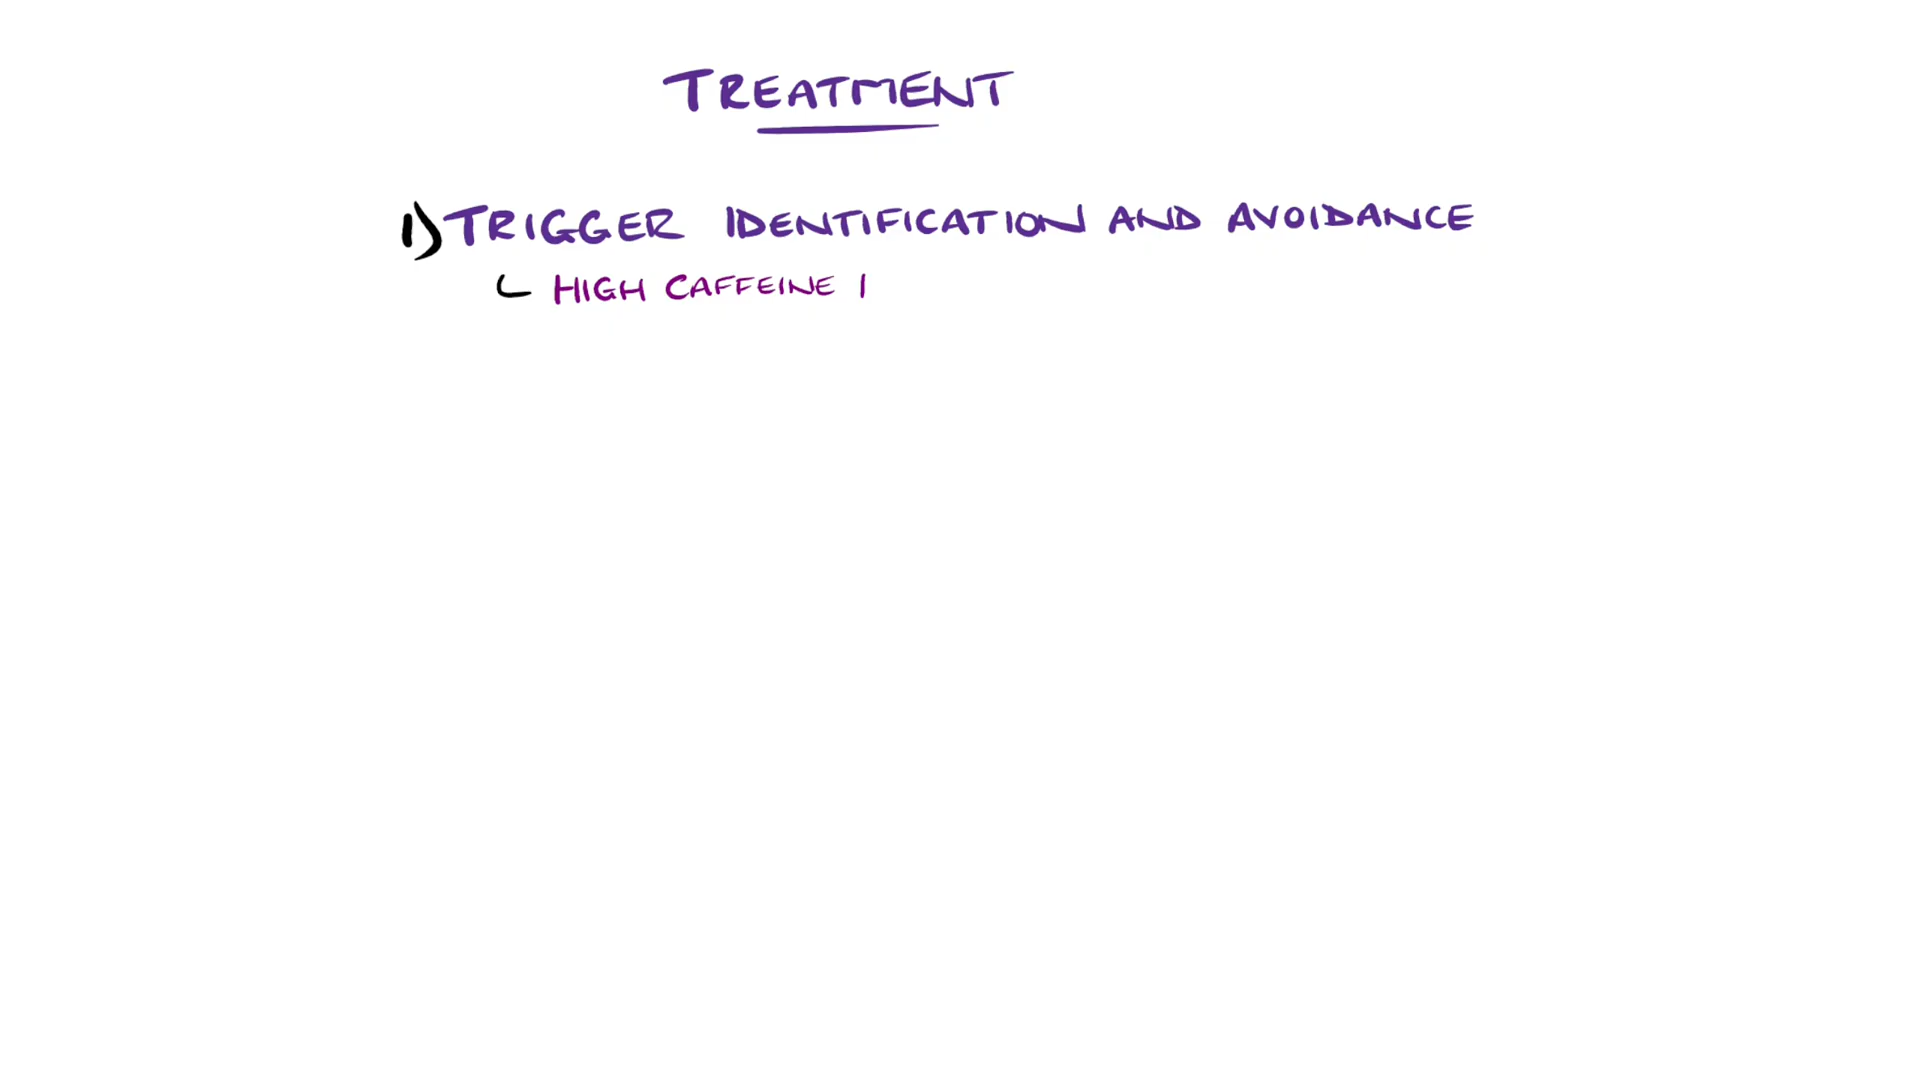 TREATMENT
1) TRIGGER IDENTIFICATION AND AVOIDANCE
HIGH CAFFEINE I